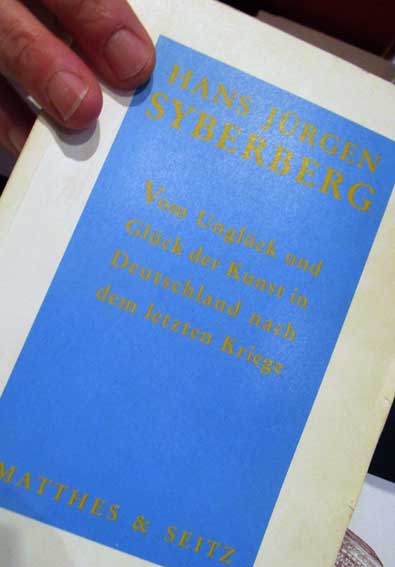 HANS JÜRGEN
SYBERBERG
Vom Unglück und
Glück der Kunst in
Deutschland nach
dem letzten Kriege
MATTHES & SEITZ